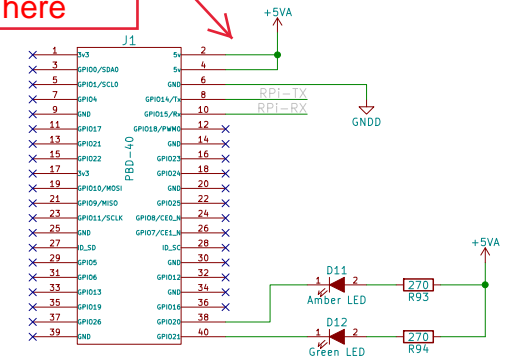 here
+5VA
J1
1 3v3 5v 2
3 GPIO0/SDA0 5v 4
5 GPIO1/SCL0 GND 6
7 GPIO4 GPIO14/Tx 8 RPi-TX
9 GND GPIO15/Rx 10 RPi-RX
GNDD
11 GPIO17 GPIO18/PWM0 12
13 GPIO21 GND 14
15 GPIO22 GPIO23 16
17 3v3 GPIO24 18
19 GPIO10/MOSI GND 20
21 GPIO9/MISO GPIO25 22
23 GPIO11/SCLK GPIO8/CE0_N 24
25 GND GPIO7/CE1_N 26
27 ID_SD ID_SC 28
29 GPIO5 GND 30
31 GPIO6 GPIO12 32
33 GPIO13 GND 34
35 GPIO19 GPIO16 36
37 GPIO26 GPIO20 38
39 GND GPIO21 40
PBD-40
+5VA
D11
1 2 270
Amber LED R93
D12
1 2 270
Green LED R94